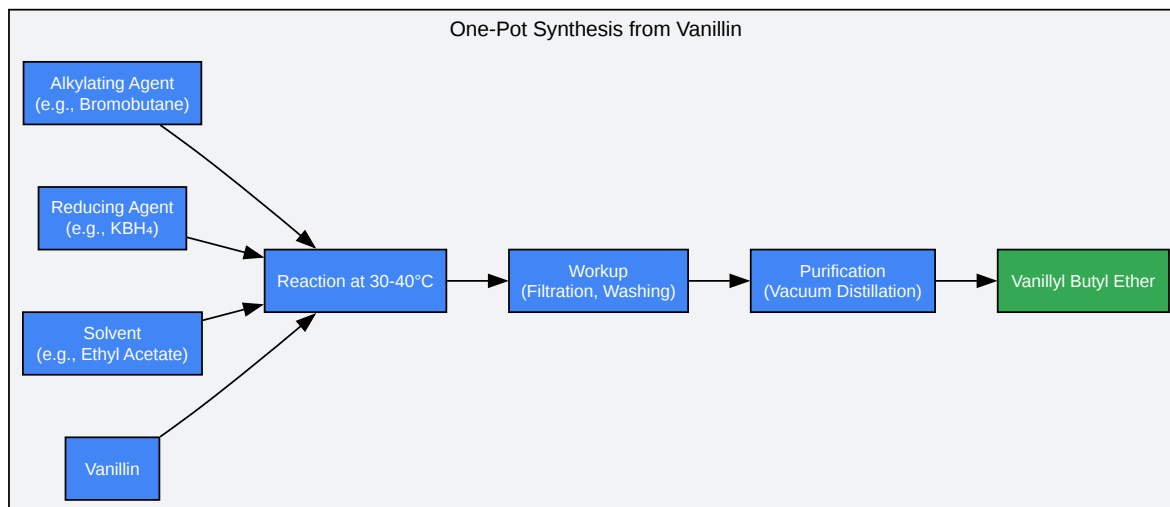 One-Pot Synthesis from Vanillin
Alkylating Agent
(e.g., Bromobutane)
Reducing Agent
(e.g., KBH₄)
Solvent
(e.g., Ethyl Acetate)
Vanillin
Reaction at 30-40°C
Workup
(Filtration, Washing)
Purification
(Vacuum Distillation)
Vanillyl Butyl Ether